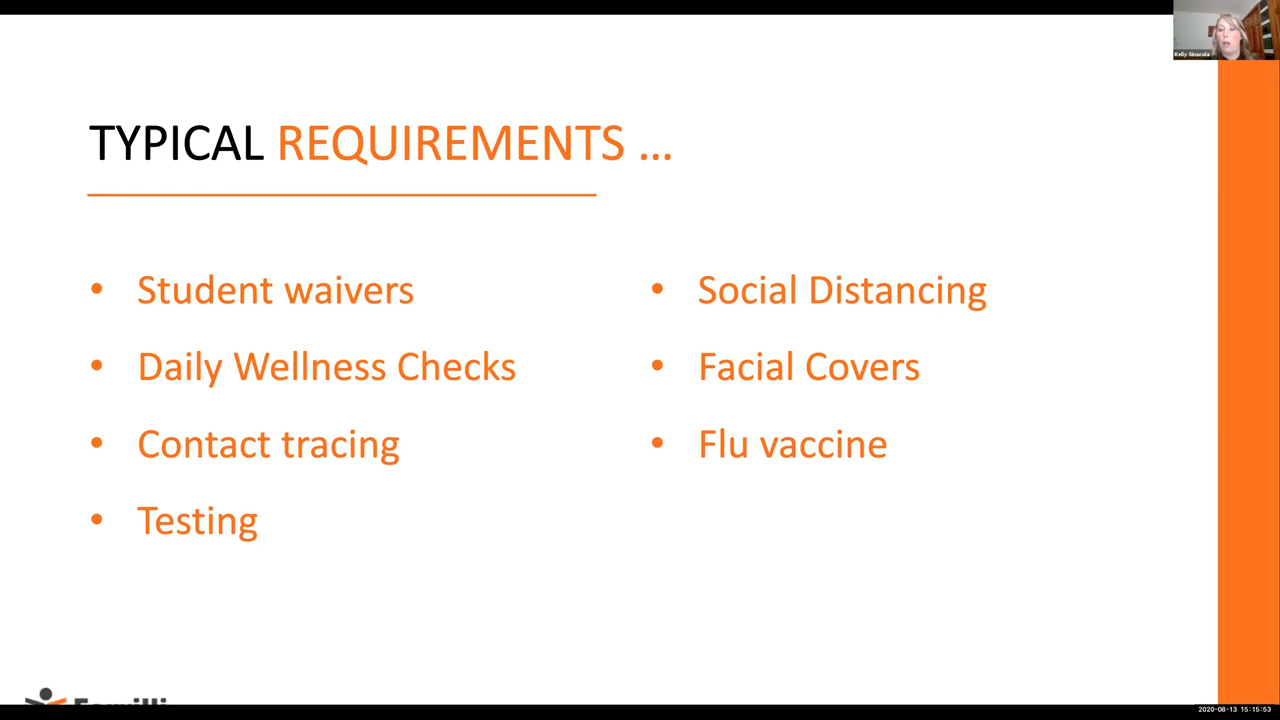 Kelly Sinacola
TYPICAL REQUIREMENTS ...
• Student waivers
• Daily Wellness Checks
• Contact tracing
• Testing
• Social Distancing
• Facial Covers
• Flu vaccine
2020-08-13 15:15:53